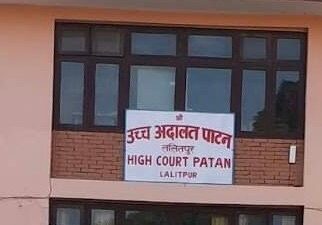 श्री
उच्च अदालत पाटन
ललितपुर
HIGH COURT PATAN
LALITPUR